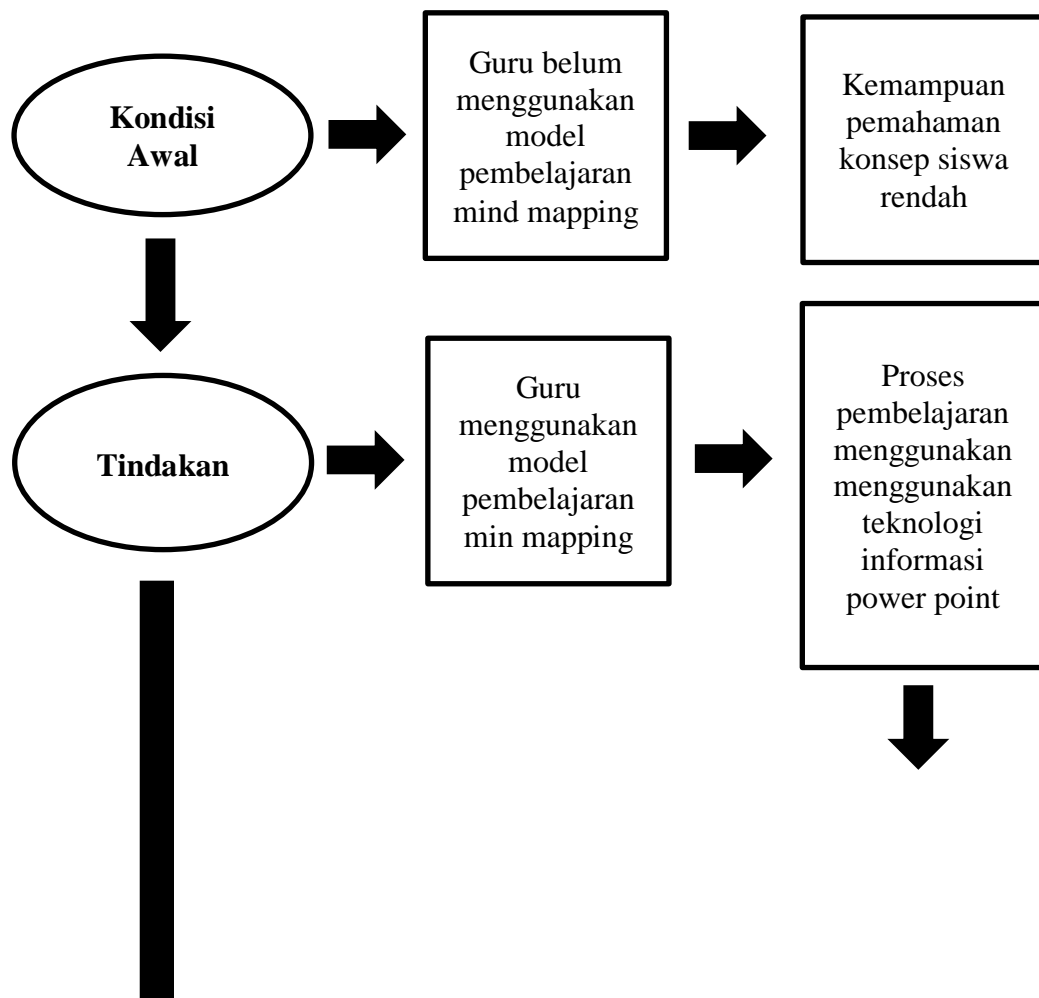 Kondisi
Awal
Guru belum
menggunakan
model
pembelajaran
mind mapping
Kemampuan
pemahaman
konsep siswa
rendah
Tindakan
Guru
menggunakan
model
pembelajaran
min mapping
Proses
pembelajaran
menggunakan
menggunakan
teknologi
informasi
power point